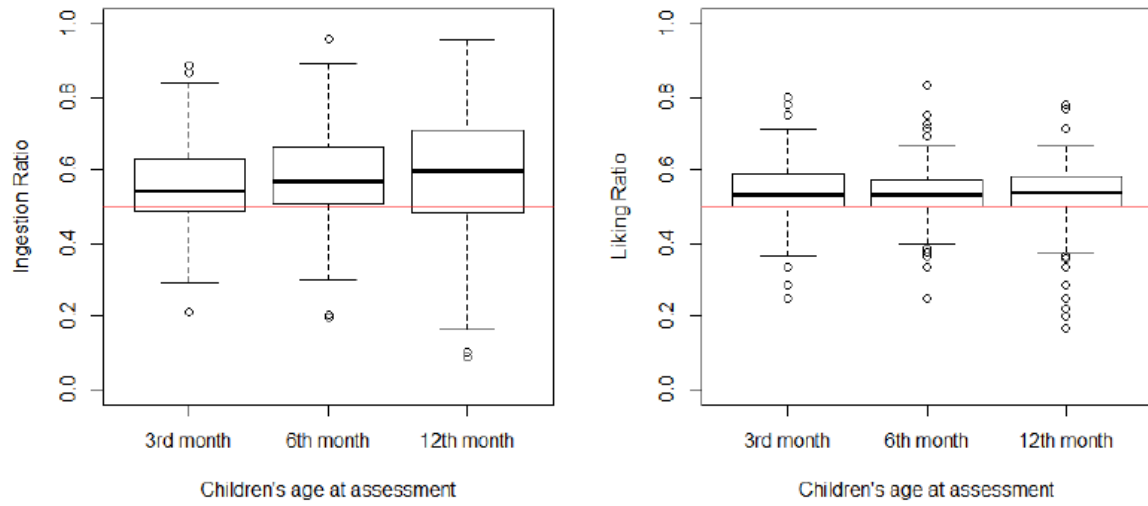 Ingestion Ratio
1.0
0.8
0.6
0.4
0.2
0.0
3rd month 6th month 12th month
Children's age at assessment
Liking Ratio
1.0
0.8
0.6
0.4
0.2
0.0
3rd month 6th month 12th month
Children's age at assessment